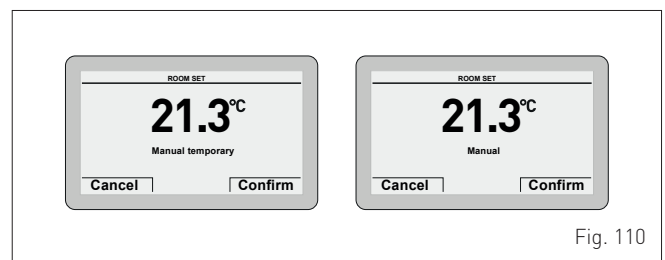 ROOM SET
21.3°C
Manual temporary
Cancel Confirm
ROOM SET
21.3°C
Manual
Cancel Confirm
Fig. 110